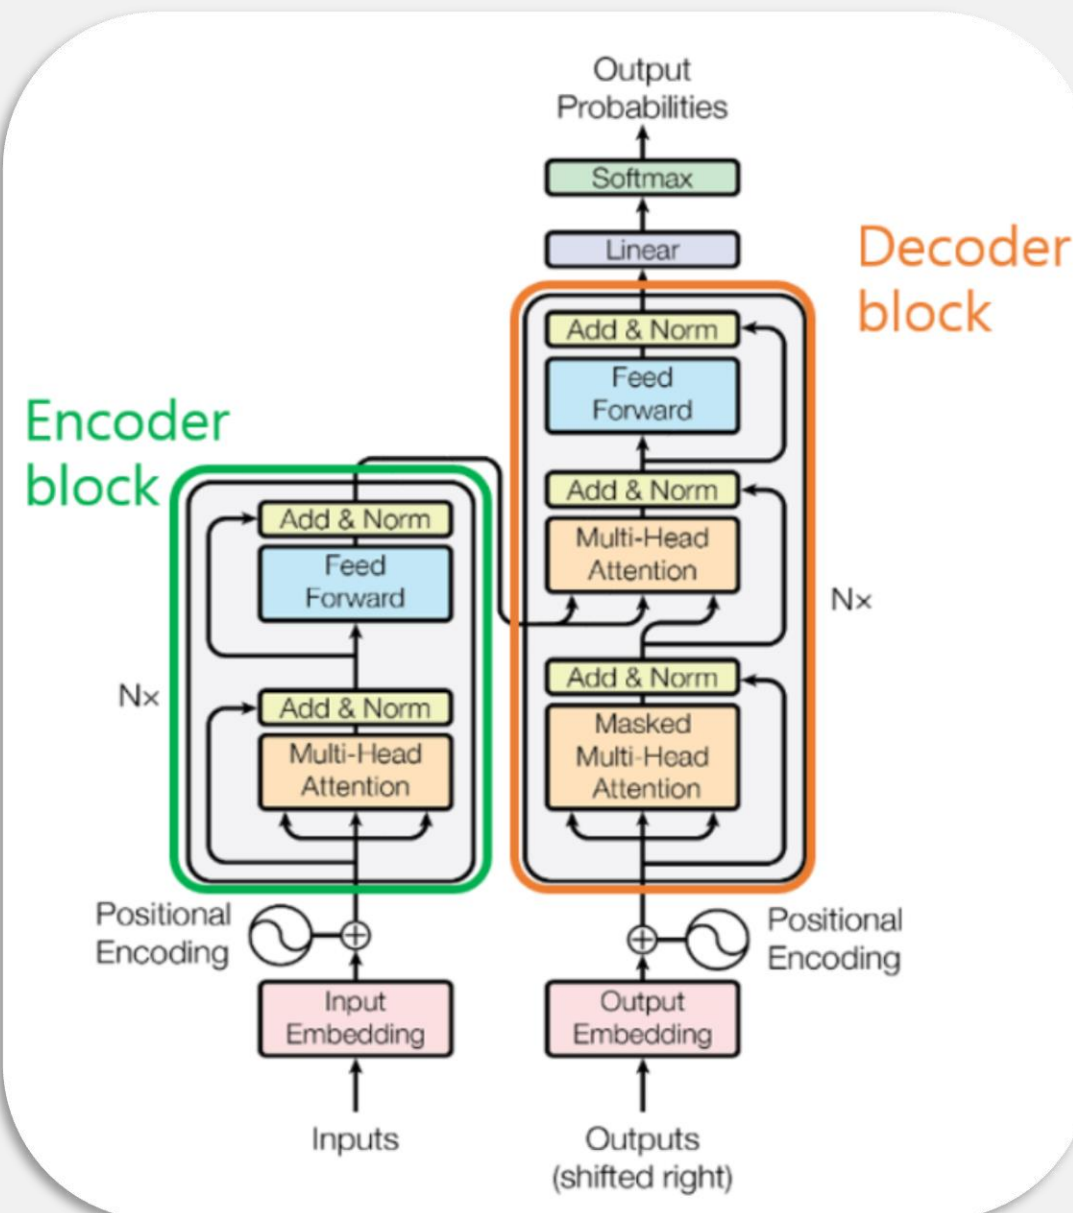 Output
Probabilities
Softmax
Linear
Decoder
block
Add & Norm
Feed
Forward
Add & Norm
Multi-Head
Attention
Nx
Add & Norm
Masked
Multi-Head
Attention
Encoder
block
Add & Norm
Feed
Forward
Nx
Add & Norm
Multi-Head
Attention
Positional
Encoding
Positional
Encoding
Input
Embedding
Output
Embedding
Inputs
Outputs
(shifted right)